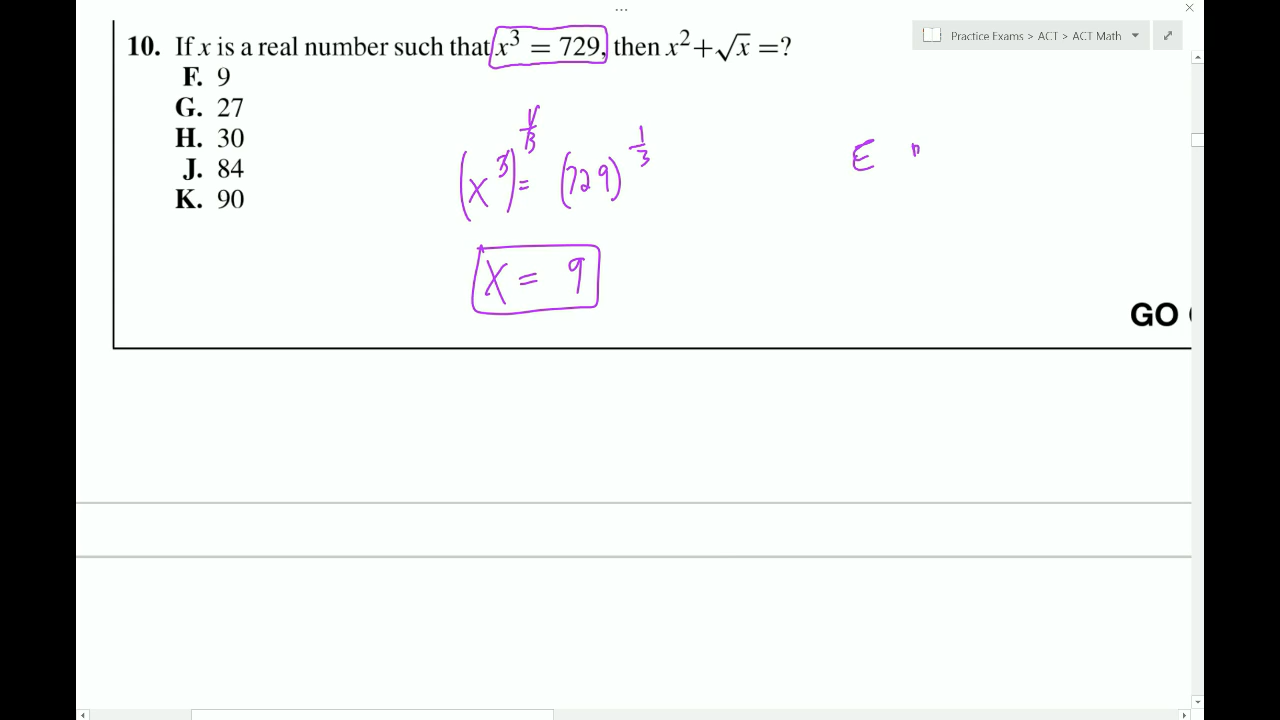 10. If x is a real number such that x³ = 729, then x² + √x = ?
Practice Exams > ACT > ACT Math
F. 9
G. 27
H. 30
J. 84
K. 90
(x³)^(1/3) = (729)^(1/3)
E
x = 9
GO